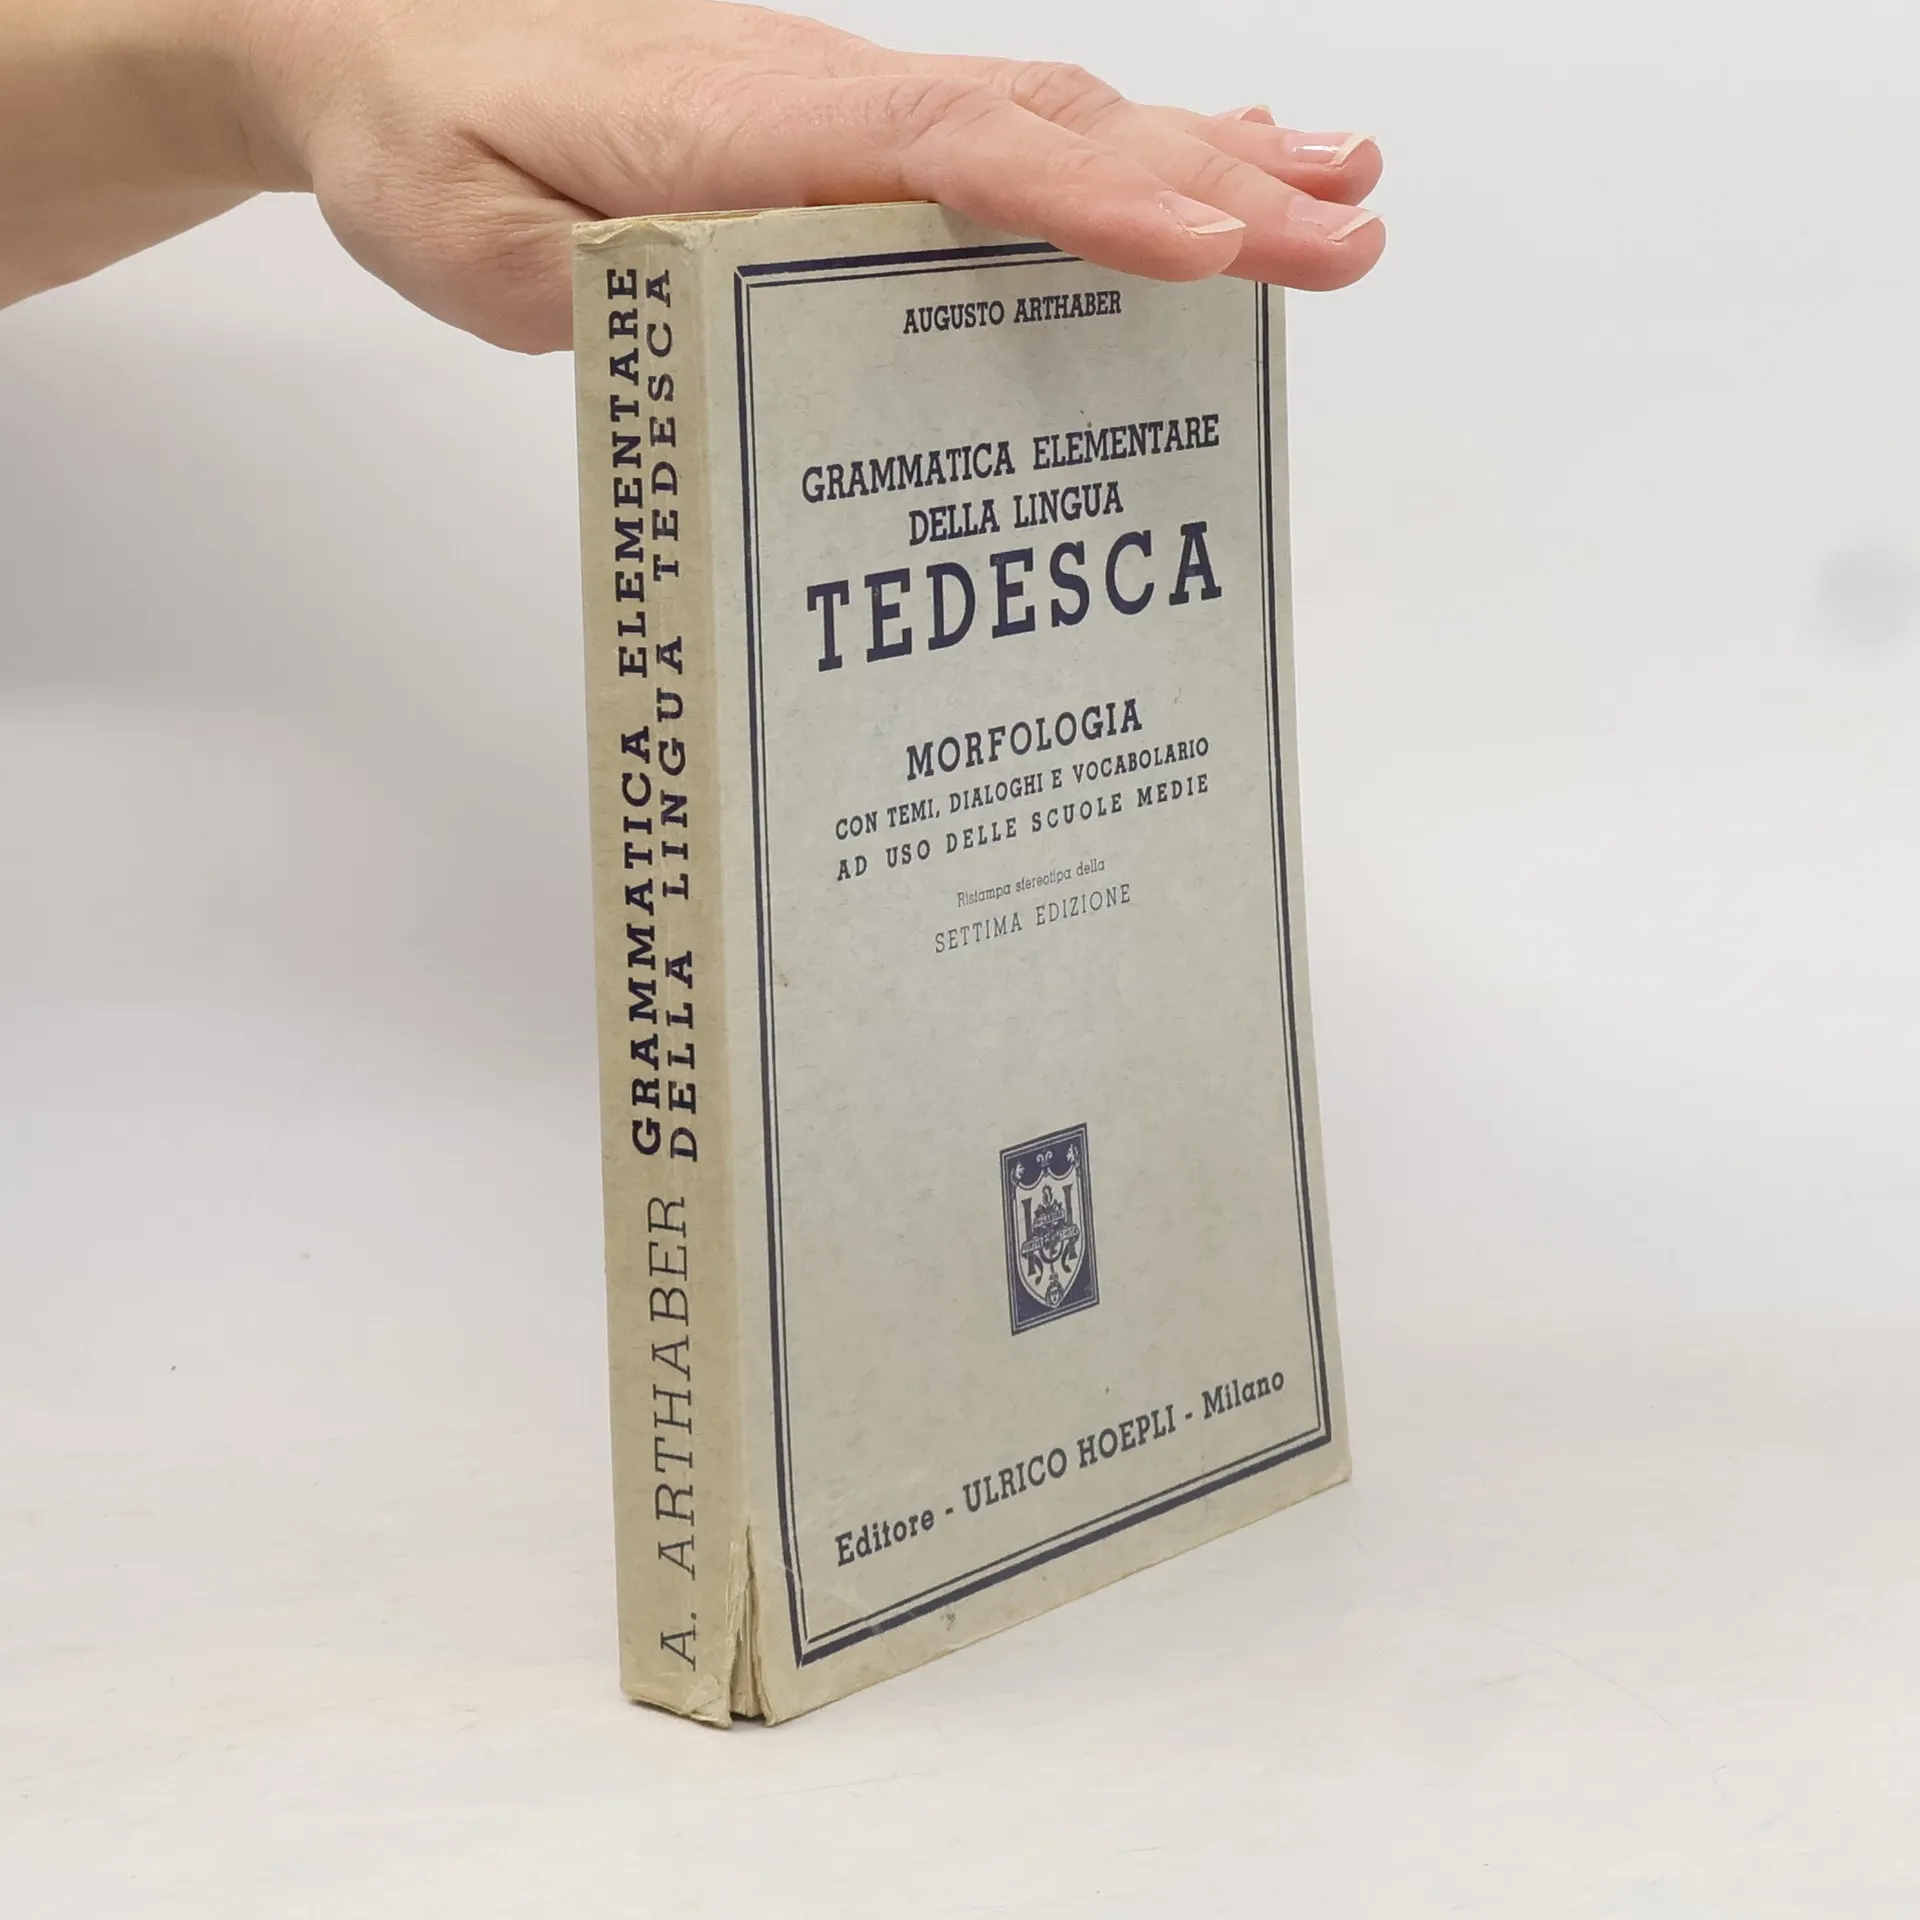 A. ARTHABER
GRAMMATICA ELEMENTARE
DELLA LINGUA TEDESCA
AUGUSTO ARTHABER
GRAMMATICA ELEMENTARE
DELLA LINGUA
TEDESCA
MORFOLOGIA
CON TEMI, DIALOGHI E VOCABOLARIO
AD USO DELLE SCUOLE MEDIE
Ristampa stereotipa della
SETTIMA EDIZIONE
Editore - ULRICO HOEPLI - Milano